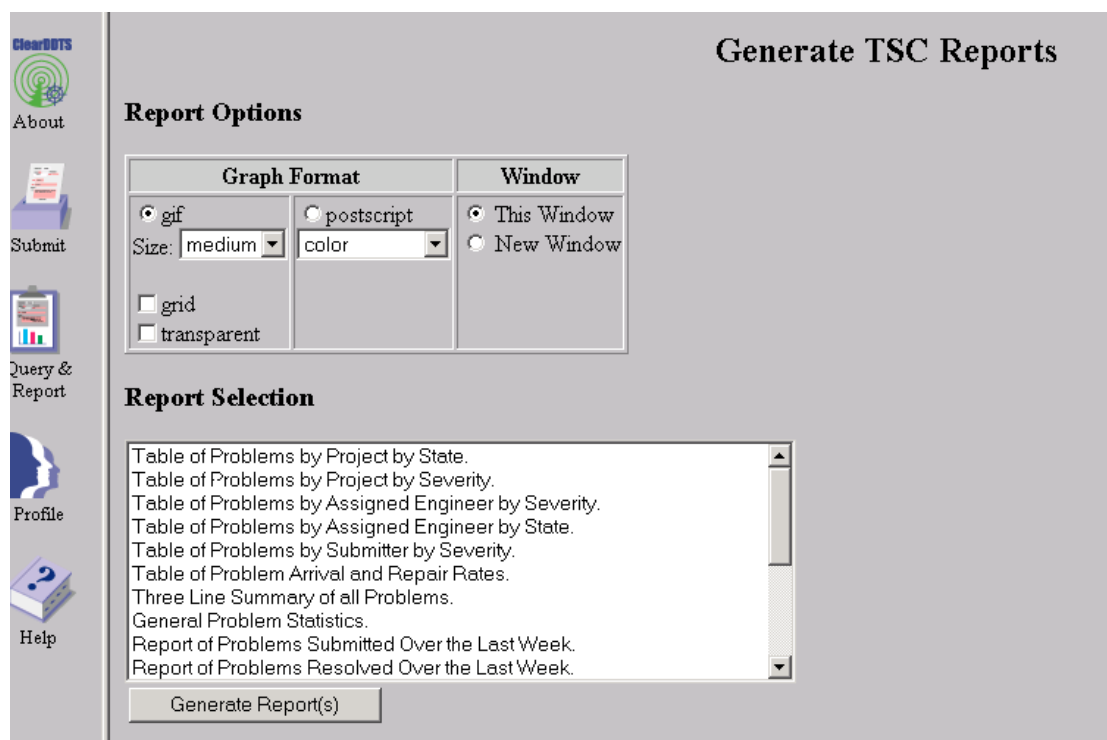 ClearDDTS
About
Submit
Query &
Report
Profile
Help
Generate TSC Reports
Report Options
Graph Format
Window
gif
postscript
This Window
Size: medium
color
New Window
grid
transparent
Report Selection
Table of Problems by Project by State.
Table of Problems by Project by Severity.
Table of Problems by Assigned Engineer by Severity.
Table of Problems by Assigned Engineer by State.
Table of Problems by Submitter by Severity.
Table of Problem Arrival and Repair Rates.
Three Line Summary of all Problems.
General Problem Statistics.
Report of Problems Submitted Over the Last Week.
Report of Problems Resolved Over the Last Week.
Generate Report(s)